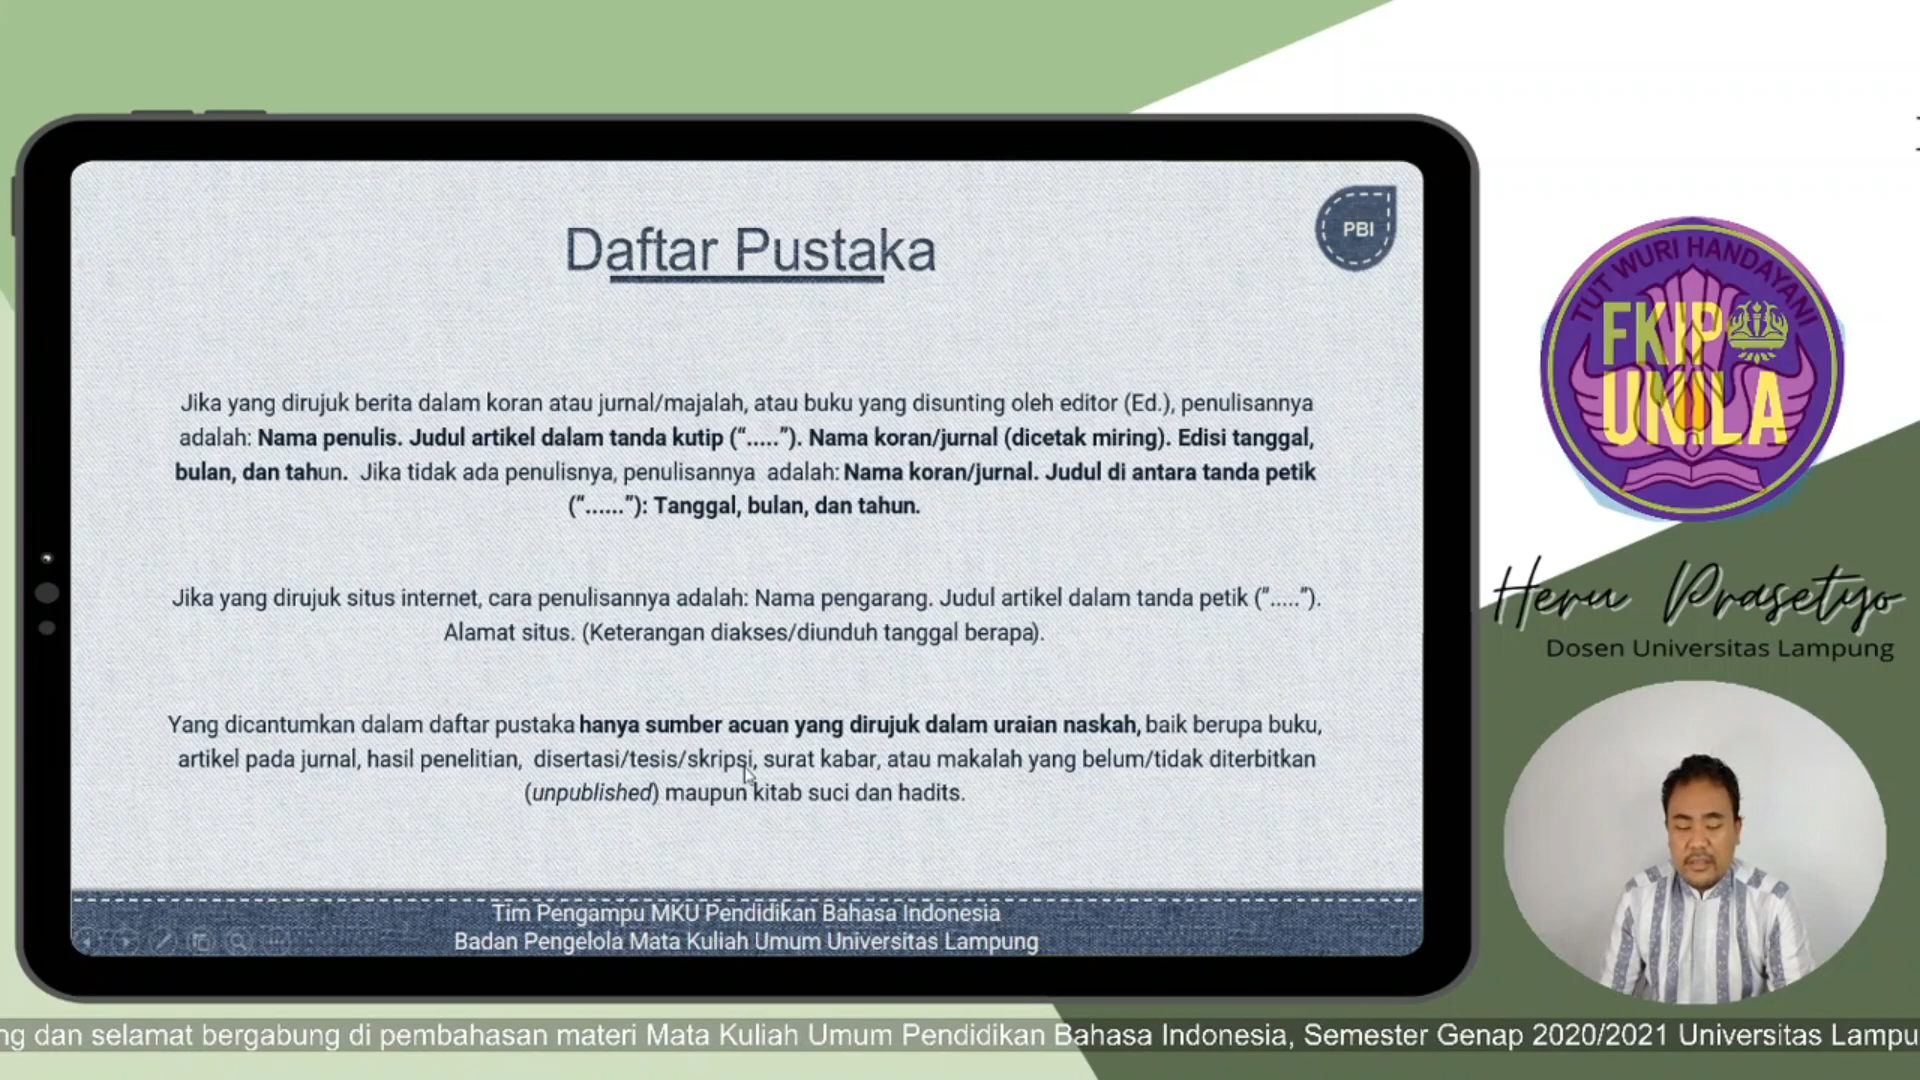 Daftar Pustaka
PBI
Jika yang dirujuk berita dalam koran atau jurnal/majalah, atau buku yang disunting oleh editor (Ed.), penulisannya
adalah: Nama penulis. Judul artikel dalam tanda kutip (“.....”). Nama koran/jurnal (dicetak miring). Edisi tanggal,
bulan, dan tahun. Jika tidak ada penulisnya, penulisannya adalah: Nama koran/jurnal. Judul di antara tanda petik
(“......”): Tanggal, bulan, dan tahun.
Jika yang dirujuk situs internet, cara penulisannya adalah: Nama pengarang. Judul artikel dalam tanda petik (“.....”).
Alamat situs. (Keterangan diakses/diunduh tanggal berapa).
Yang dicantumkan dalam daftar pustaka hanya sumber acuan yang dirujuk dalam uraian naskah, baik berupa buku,
artikel pada jurnal, hasil penelitian, disertasi/tesis/skripsi, surat kabar, atau makalah yang belum/tidak diterbitkan
(unpublished) maupun kitab suci dan hadits.
Tim Pengampu MKU Pendidikan Bahasa Indonesia
Badan Pengelola Mata Kuliah Umum Universitas Lampung
TUT WURI HANDAYANI
FKIP
UNILA
Heru Prasetyo
Dosen Universitas Lampung
ng dan selamat bergabung di pembahasan materi Mata Kuliah Umum Pendidikan Bahasa Indonesia, Semester Genap 2020/2021 Universitas Lampu